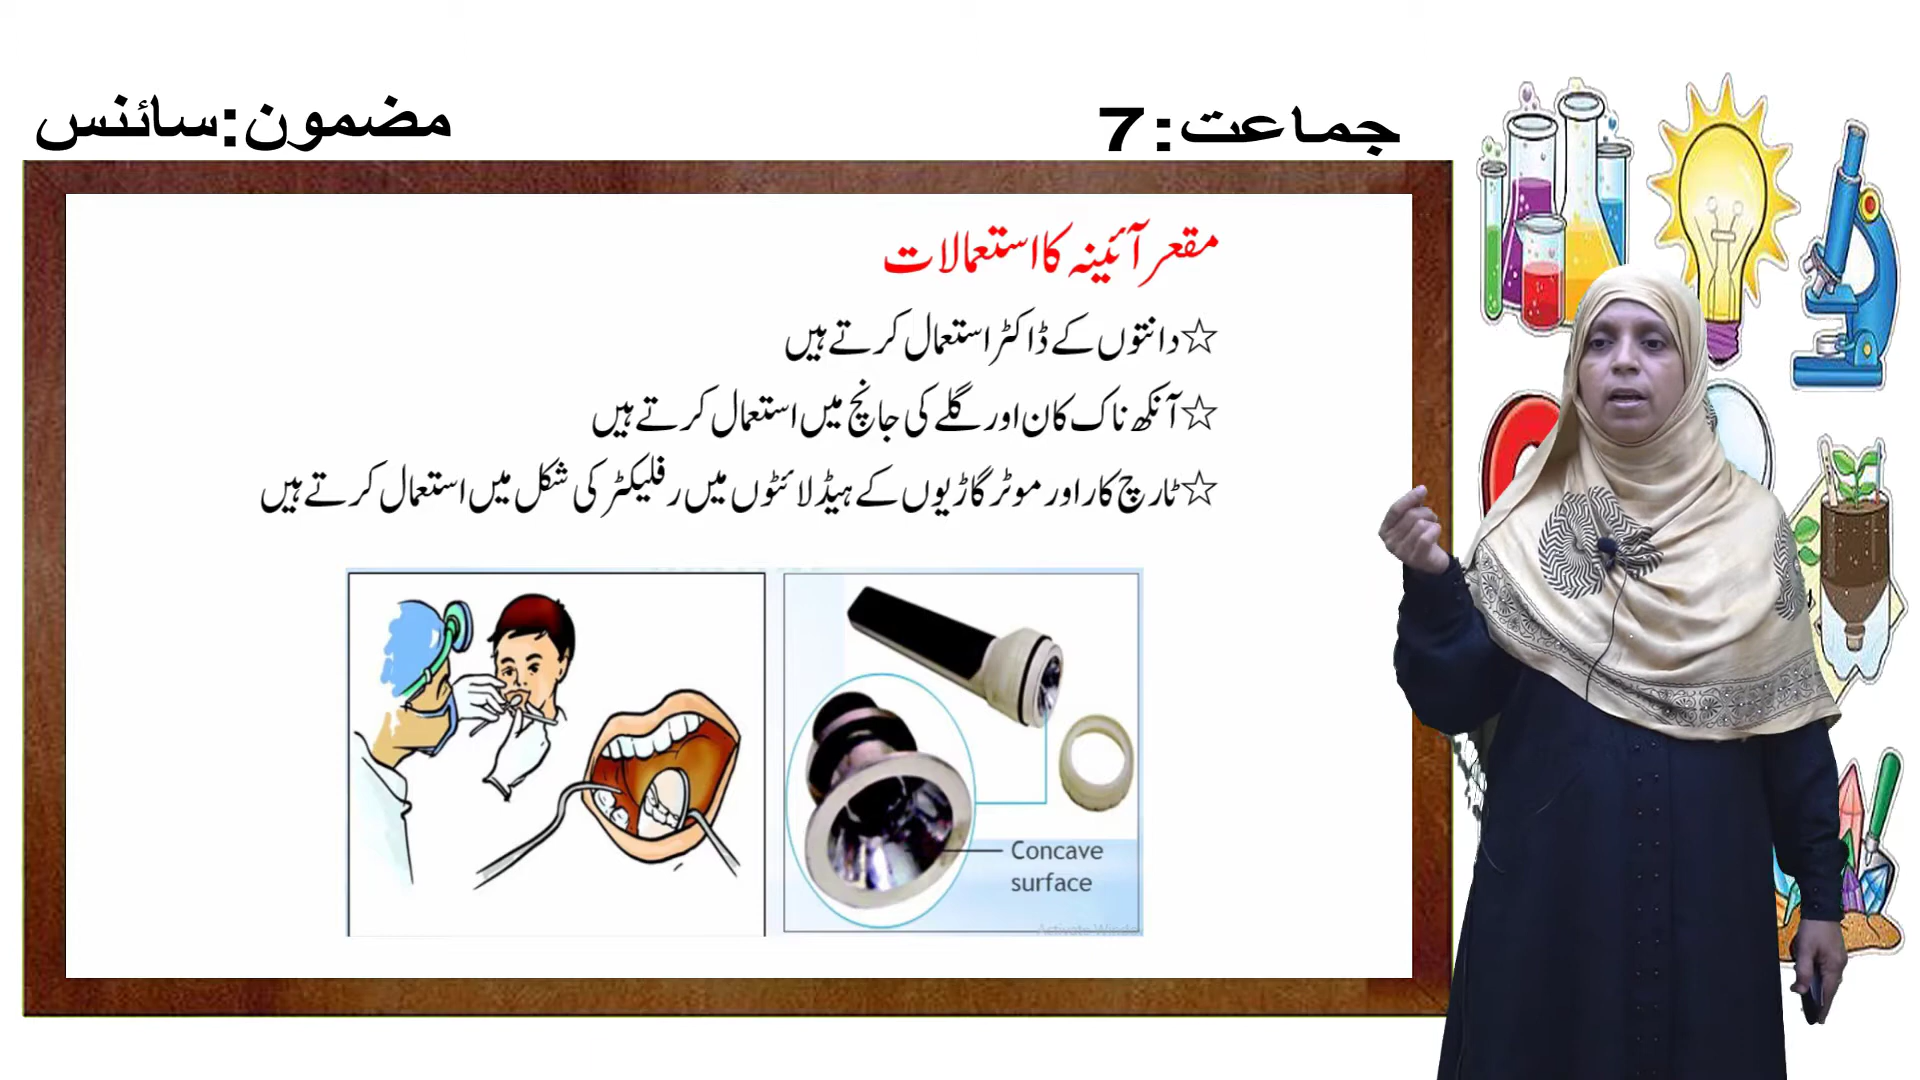 جماعت:7
مضمون:سائنس
مقعر آئینہ کا استعمالات
☆دانتوں کے ڈاکٹر استعمال کرتے ہیں
☆آنکھ ناک کان اور گلے کی جانچ میں استعمال کرتے ہیں
☆ٹارچ کار اور موٹر گاڑیوں کے ہیڈ لائٹوں میں رفلیکٹر کی شکل میں استعمال کرتے ہیں
Concave
surface
Activate Windo